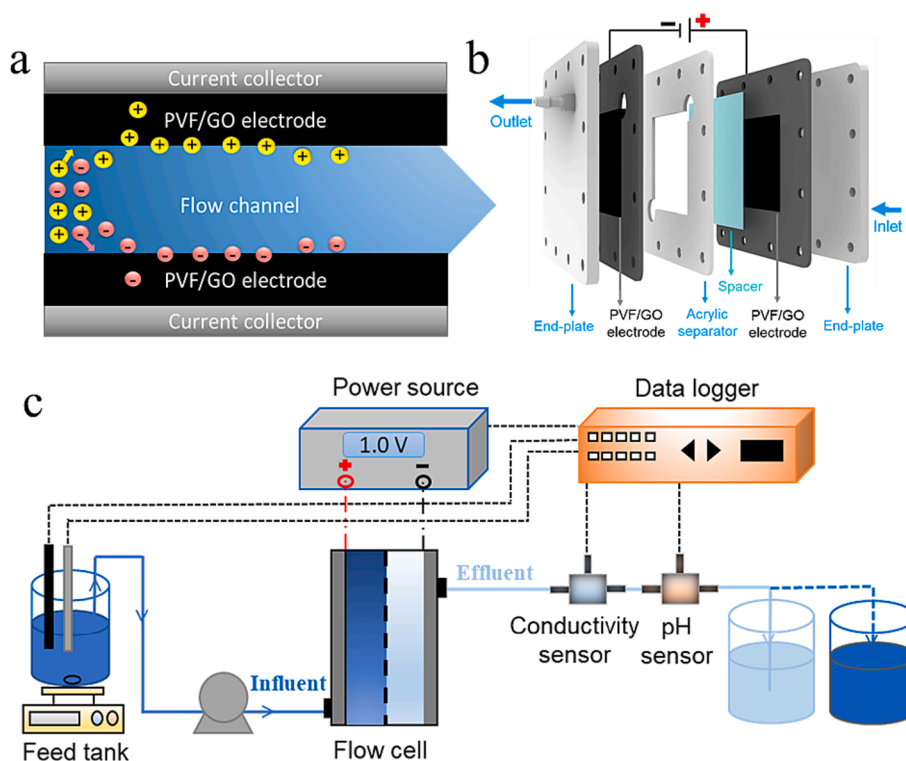 a
Current collector
PVF/GO electrode
Flow channel
PVF/GO electrode
Current collector
b
Outlet
Inlet
Spacer
End-plate
PVF/GO
electrode
Acrylic
separator
PVF/GO
electrode
End-plate
c
Power source
1.0 V
Data logger
Effluent
Conductivity
sensor
pH
sensor
Influent
Feed tank
Flow cell